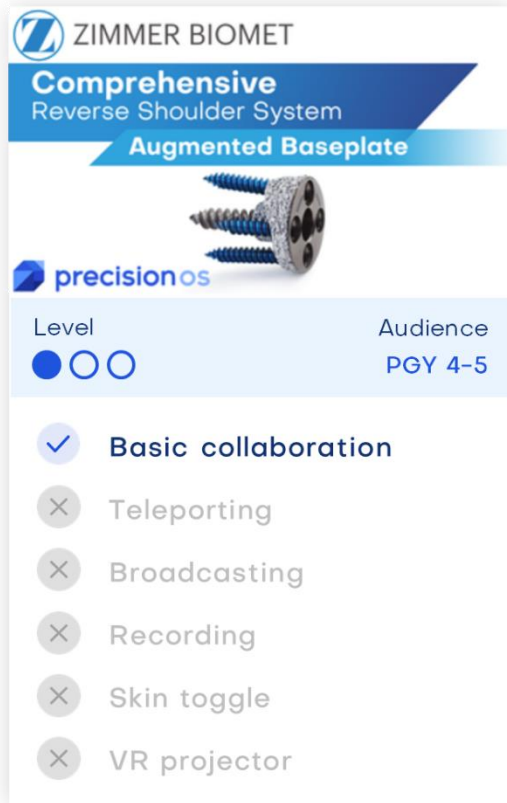 ZIMMER BIOMET
Comprehensive
Reverse Shoulder System
Augmented Baseplate
precisionos
Level
Audience
PGY 4-5
Basic collaboration
Teleporting
Broadcasting
Recording
Skin toggle
VR projector